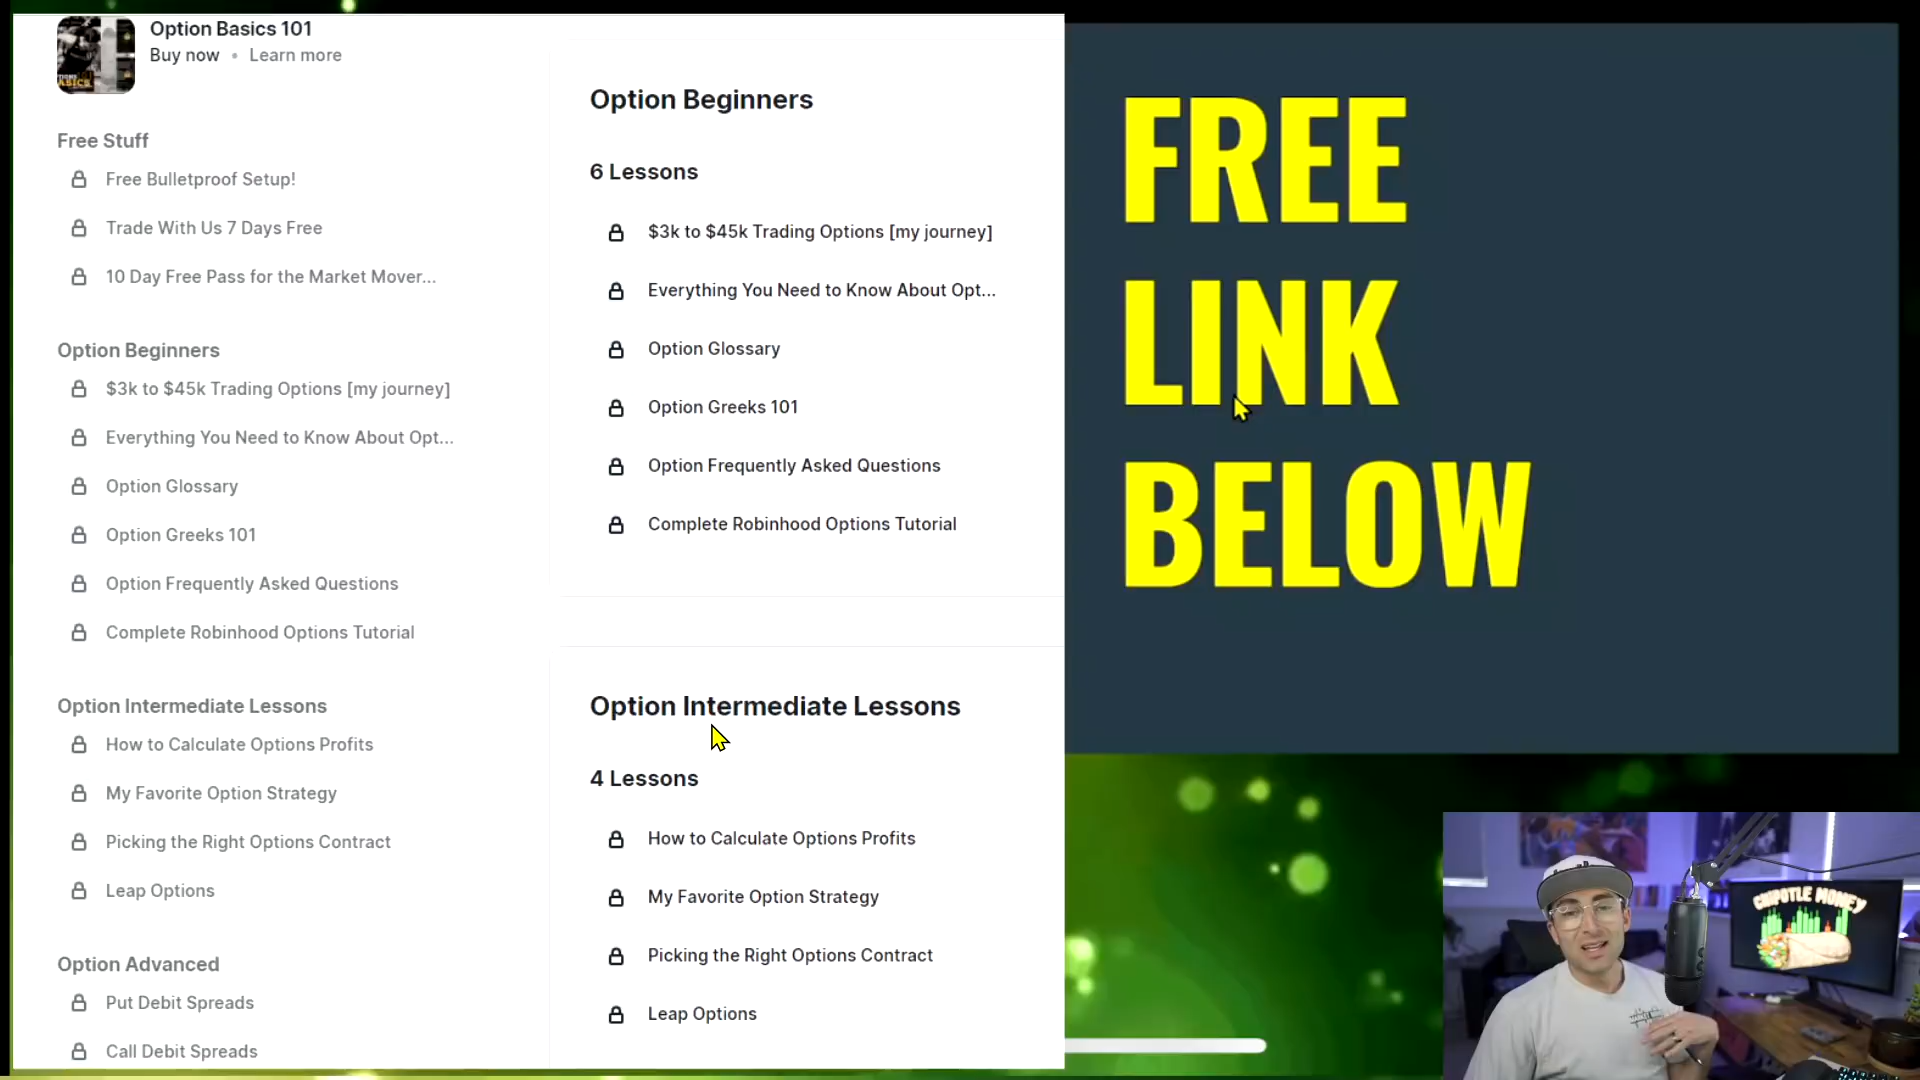 Option Basics 101
Buy now • Learn more
Free Stuff
Free Bulletproof Setup!
Trade With Us 7 Days Free
10 Day Free Pass for the Market Mover...
Option Beginners
$3k to $45k Trading Options [my journey]
Everything You Need to Know About Opt...
Option Glossary
Option Greeks 101
Option Frequently Asked Questions
Complete Robinhood Options Tutorial
Option Intermediate Lessons
How to Calculate Options Profits
My Favorite Option Strategy
Picking the Right Options Contract
Leap Options
Option Advanced
Put Debit Spreads
Call Debit Spreads
Option Beginners
6 Lessons
$3k to $45k Trading Options [my journey]
Everything You Need to Know About Opt...
Option Glossary
Option Greeks 101
Option Frequently Asked Questions
Complete Robinhood Options Tutorial
Option Intermediate Lessons
4 Lessons
How to Calculate Options Profits
My Favorite Option Strategy
Picking the Right Options Contract
Leap Options
FREE
LINK
BELOW
CHIPOTLE MONEY